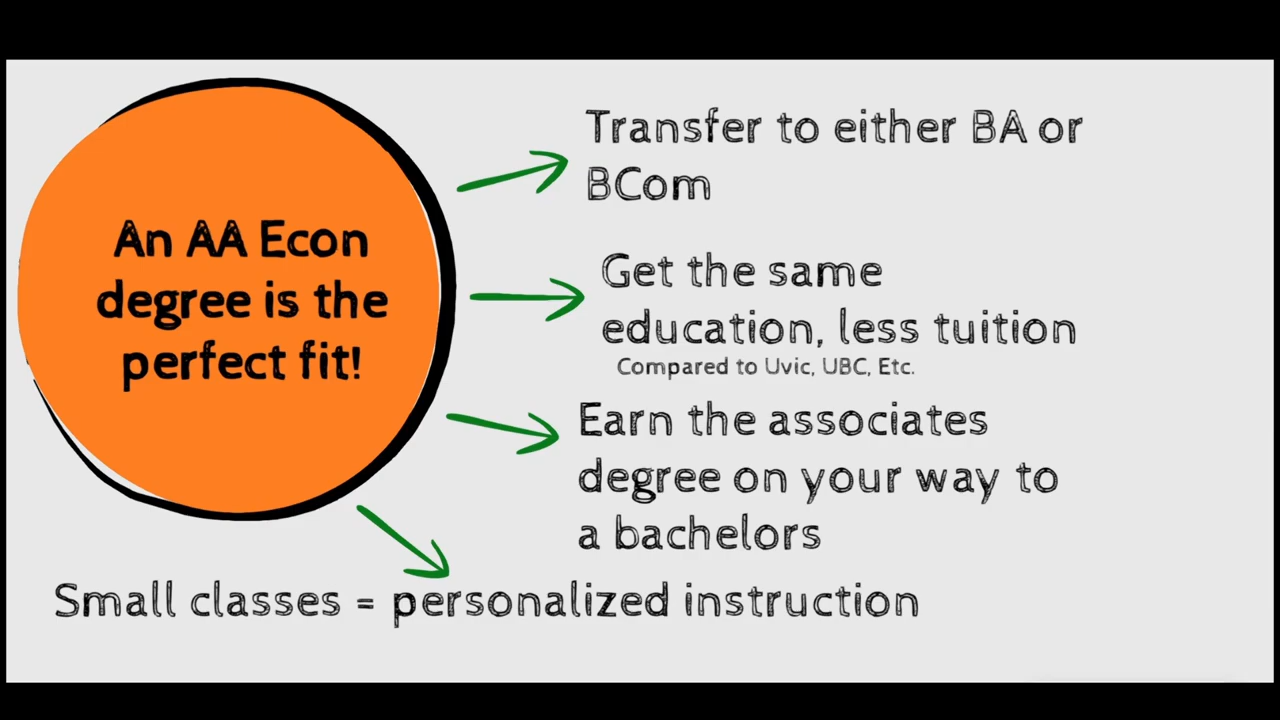 An AA Econ
degree is the
perfect fit!
Transfer to either BA or
BCom
Get the same
education, less tuition
Compared to Uvic, UBC, Etc.
Earn the associates
degree on your way to
a bachelors
Small classes = personalized instruction